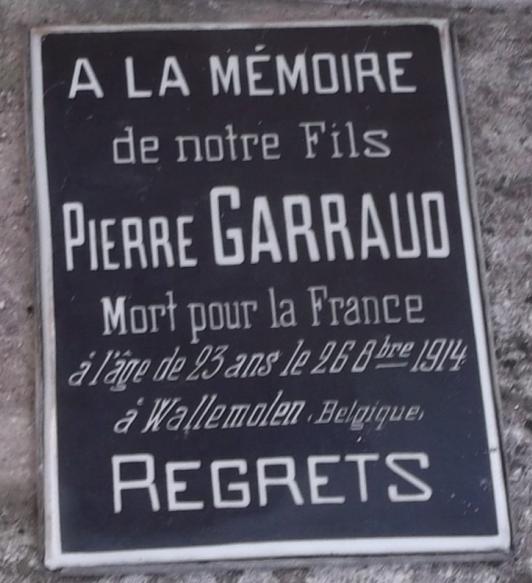 A LA MÉMOIRE
de notre Fils
PIERRE GARRAUD
Mort pour la France
à l'âge de 23 ans le 26 8bre 1914
à Wallemolen, Belgique,
REGRETS